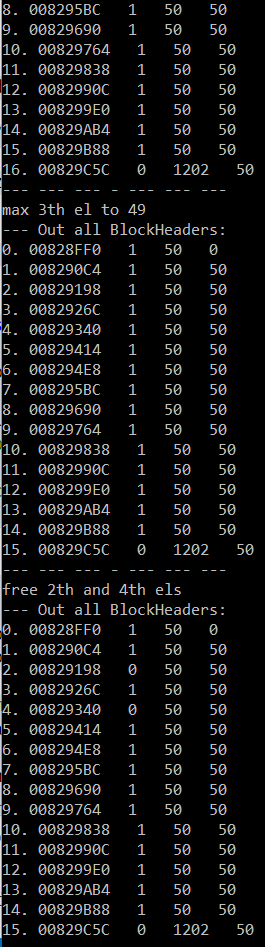 8. 008295BC   1   50   50
9. 00829690   1   50   50
10. 00829764   1   50   50
11. 00829838   1   50   50
12. 0082990C   1   50   50
13. 008299E0   1   50   50
14. 00829AB4   1   50   50
15. 00829B88   1   50   50
16. 00829C5C   0   1202   50
--- --- --- - --- --- ---
max 3th el to 49
--- Out all BlockHeaders:
0. 00828FF0   1   50   0
1. 008290C4   1   50   50
2. 00829198   1   50   50
3. 0082926C   1   50   50
4. 00829340   1   50   50
5. 00829414   1   50   50
6. 008294E8   1   50   50
7. 008295BC   1   50   50
8. 00829690   1   50   50
9. 00829764   1   50   50
10. 00829838   1   50   50
11. 0082990C   1   50   50
12. 008299E0   1   50   50
13. 00829AB4   1   50   50
14. 00829B88   1   50   50
15. 00829C5C   0   1202   50
--- --- --- - --- --- ---
free 2th and 4th els
--- Out all BlockHeaders:
0. 00828FF0   1   50   0
1. 008290C4   1   50   50
2. 00829198   0   50   50
3. 0082926C   1   50   50
4. 00829340   0   50   50
5. 00829414   1   50   50
6. 008294E8   1   50   50
7. 008295BC   1   50   50
8. 00829690   1   50   50
9. 00829764   1   50   50
10. 00829838   1   50   50
11. 0082990C   1   50   50
12. 008299E0   1   50   50
13. 00829AB4   1   50   50
14. 00829B88   1   50   50
15. 00829C5C   0   1202   50